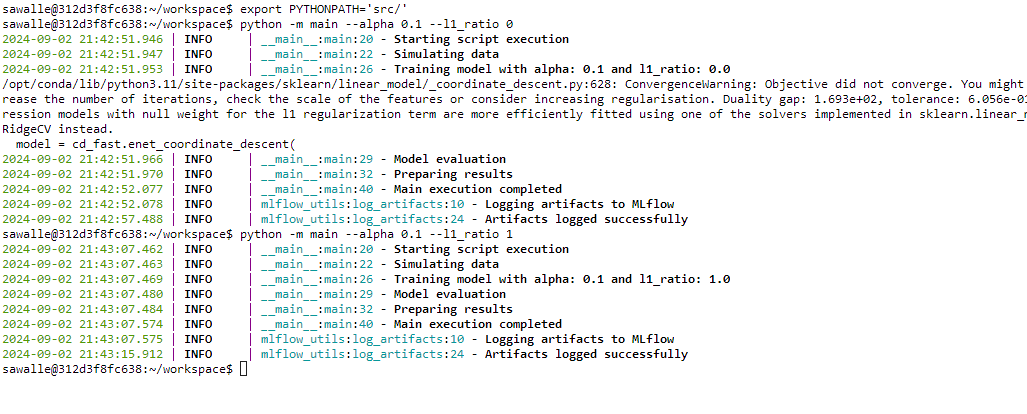 sawalle@312d3f8fc638:~/workspace$ export PYTHONPATH='src/'
sawalle@312d3f8fc638:~/workspace$ python -m main --alpha 0.1 --l1_ratio 0
2024-09-02 21:42:51.946 | INFO     | __main__:main:20 - Starting script execution
2024-09-02 21:42:51.947 | INFO     | __main__:main:22 - Simulating data
2024-09-02 21:42:51.953 | INFO     | __main__:main:26 - Training model with alpha: 0.1 and l1_ratio: 0.0
/opt/conda/lib/python3.11/site-packages/sklearn/linear_model/_coordinate_descent.py:628: ConvergenceWarning: Objective did not converge. You might
rease the number of iterations, check the scale of the features or consider increasing regularisation. Duality gap: 1.693e+02, tolerance: 6.056e-01
ression models with null weight for the l1 regularization term are more efficiently fitted using one of the solvers implemented in sklearn.linear_m
RidgeCV instead.
  model = cd_fast.enet_coordinate_descent(
2024-09-02 21:42:51.966 | INFO     | __main__:main:29 - Model evaluation
2024-09-02 21:42:51.970 | INFO     | __main__:main:32 - Preparing results
2024-09-02 21:42:52.077 | INFO     | __main__:main:40 - Main execution completed
2024-09-02 21:42:52.078 | INFO     | mlflow_utils:log_artifacts:10 - Logging artifacts to MLflow
2024-09-02 21:42:57.488 | INFO     | mlflow_utils:log_artifacts:24 - Artifacts logged successfully
sawalle@312d3f8fc638:~/workspace$ python -m main --alpha 0.1 --l1_ratio 1
2024-09-02 21:43:07.462 | INFO     | __main__:main:20 - Starting script execution
2024-09-02 21:43:07.463 | INFO     | __main__:main:22 - Simulating data
2024-09-02 21:43:07.469 | INFO     | __main__:main:26 - Training model with alpha: 0.1 and l1_ratio: 1.0
2024-09-02 21:43:07.480 | INFO     | __main__:main:29 - Model evaluation
2024-09-02 21:43:07.484 | INFO     | __main__:main:32 - Preparing results
2024-09-02 21:43:07.574 | INFO     | __main__:main:40 - Main execution completed
2024-09-02 21:43:07.575 | INFO     | mlflow_utils:log_artifacts:10 - Logging artifacts to MLflow
2024-09-02 21:43:15.912 | INFO     | mlflow_utils:log_artifacts:24 - Artifacts logged successfully
sawalle@312d3f8fc638:~/workspace$